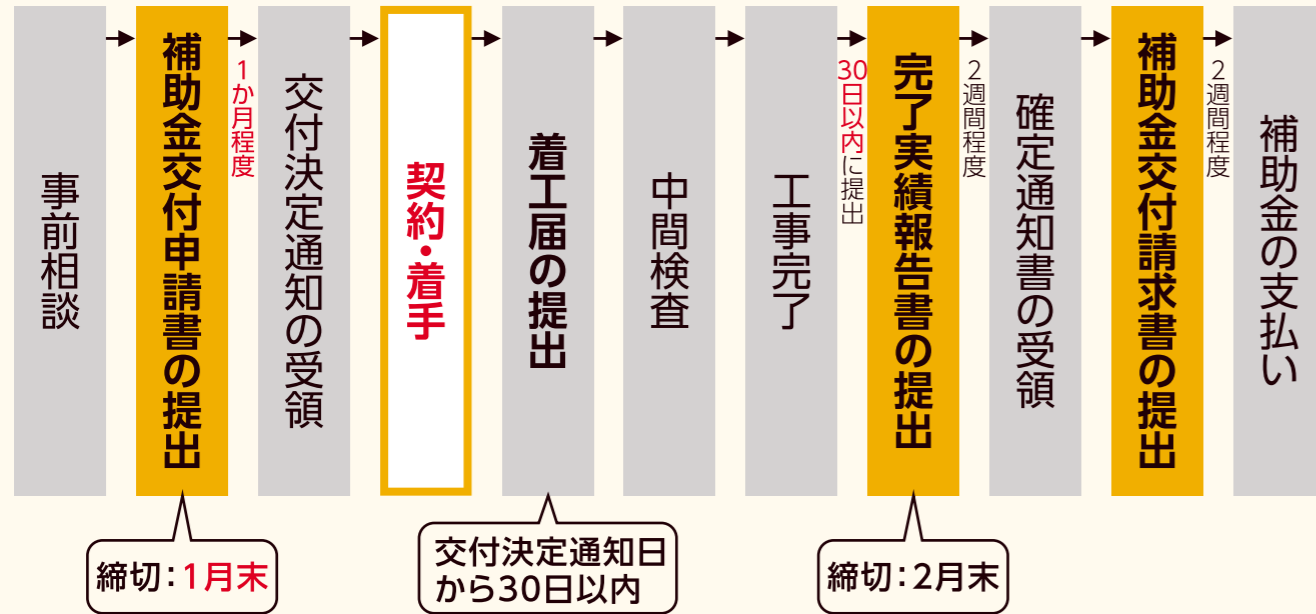 事前相談
補助金交付申請書の提出
1か月程度
交付決定通知の受領
契約・着手
着工届の提出
中間検査
工事完了
30日以内に提出
完了実績報告書の提出
2週間程度
確定通知書の受領
補助金交付請求書の提出
2週間程度
補助金の支払い
締切：1月末
交付決定通知日
から30日以内
締切：2月末